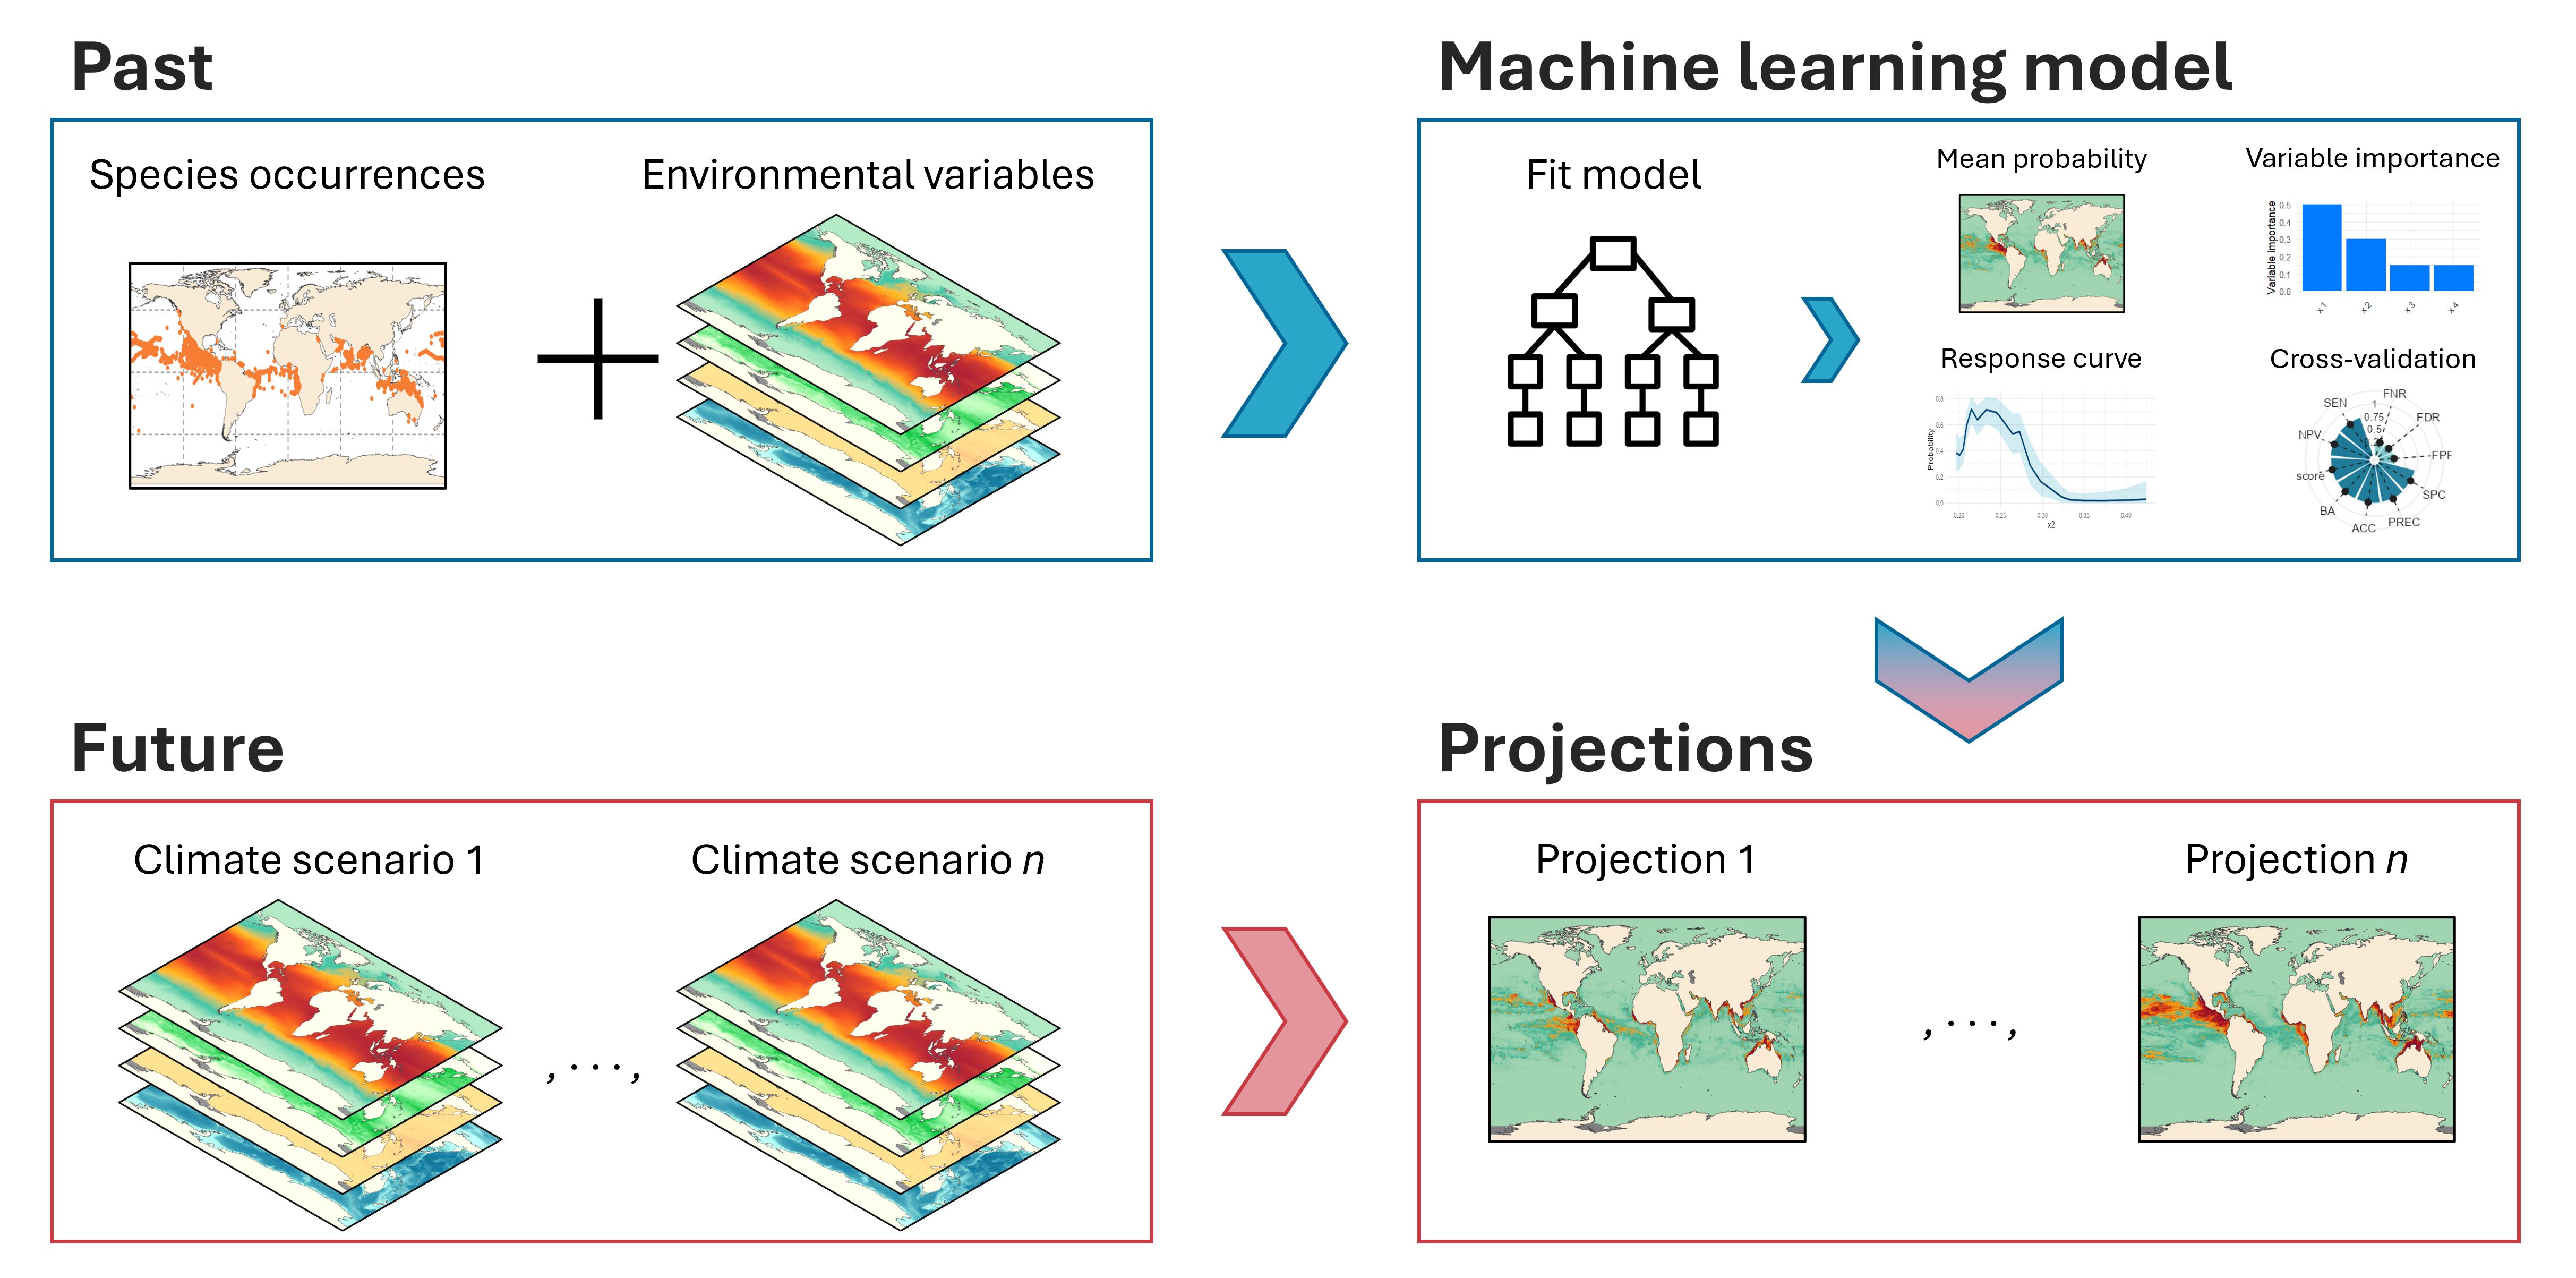 Past
Species occurrences
Environmental variables
Machine learning model
Fit model
Mean probability
Variable importance
Variable importance
0.5
0.4
0.3
0.2
0.1
0.0
x1
x2
x3
x4
Response curve
Probability
0.8
0.6
0.4
0.2
0.0
0.20
0.25
0.30
0.35
0.40
x2
Cross-validation
FNR
SEN
1
0.75
FDR
0.5
NPV
FPF
score
SPC
BA
PREC
ACC
Future
Climate scenario 1
, · · · ,
Climate scenario n
Projections
Projection 1
, · · · ,
Projection n